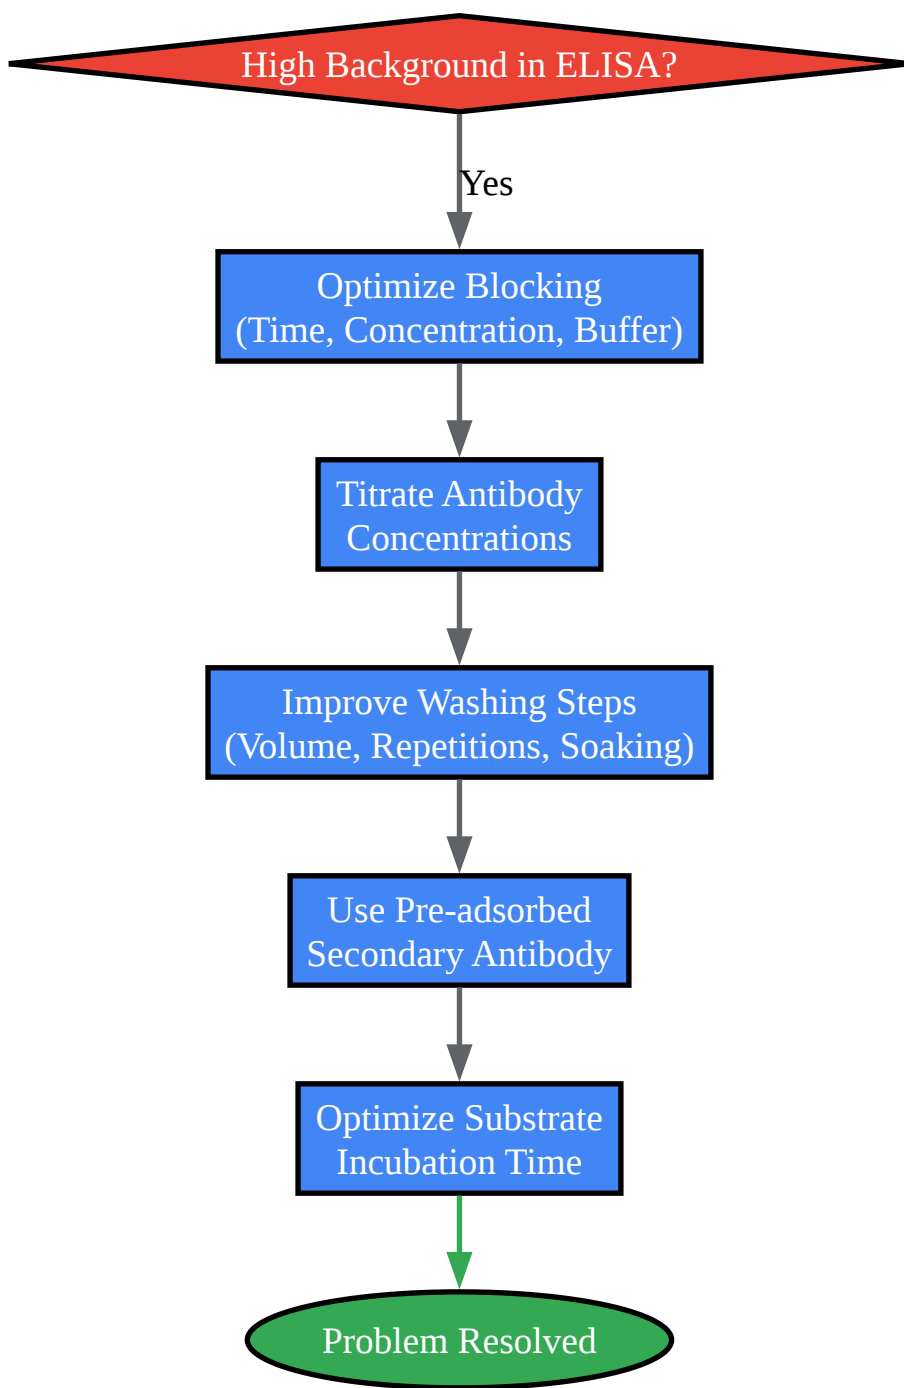 High Background in ELISA?
Yes
Optimize Blocking
(Time, Concentration, Buffer)
Titrate Antibody
Concentrations
Improve Washing Steps
(Volume, Repetitions, Soaking)
Use Pre-adsorbed
Secondary Antibody
Optimize Substrate
Incubation Time
Problem Resolved